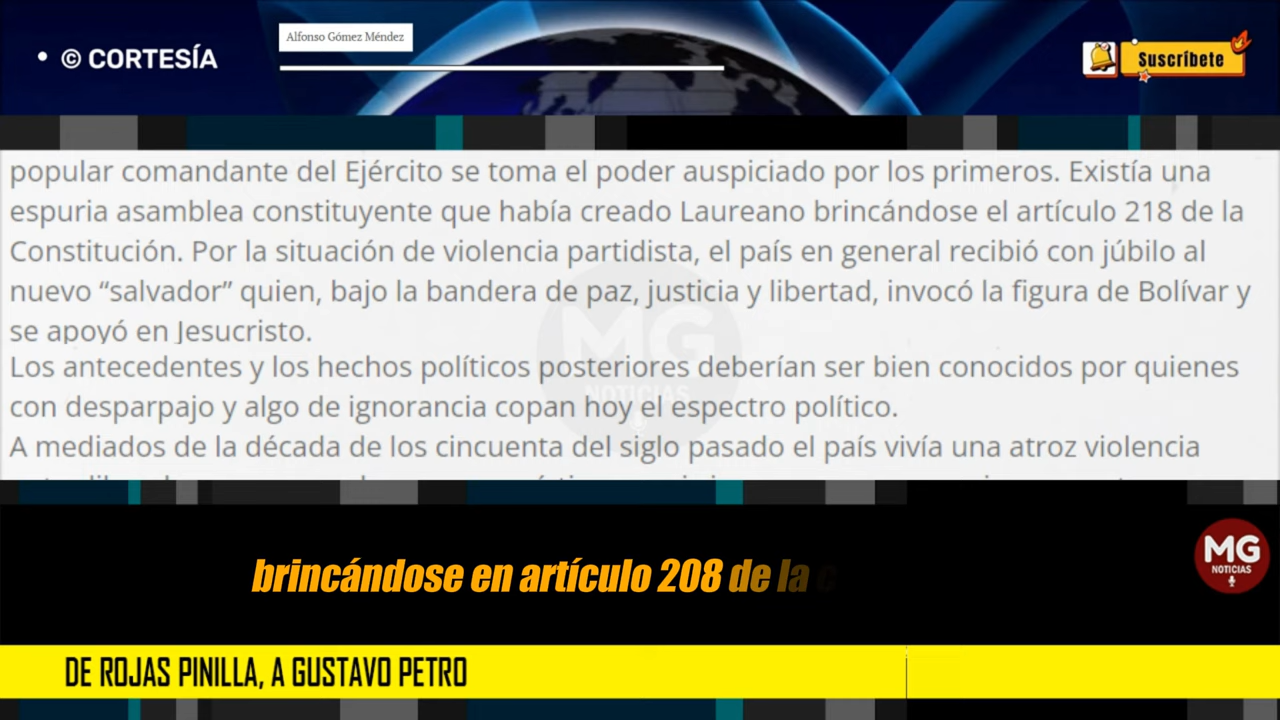 Alfonso Gómez Méndez
• © CORTESÍA
Suscríbete
popular comandante del Ejército se toma el poder auspiciado por los primeros. Existía una
espuria asamblea constituyente que había creado Laureano brincándose el artículo 218 de la
Constitución. Por la situación de violencia partidista, el país en general recibió con júbilo al
nuevo “salvador” quien, bajo la bandera de paz, justicia y libertad, invocó la figura de Bolívar y
se apoyó en Jesucristo.
Los antecedentes y los hechos políticos posteriores deberían ser bien conocidos por quienes
con desparpajo y algo de ignorancia copan hoy el espectro político.
A mediados de la década de los cincuenta del siglo pasado el país vivía una atroz violencia
MG
NOTICIAS
brincándose en artículo 208 de la c
MG
NOTICIAS
DE ROJAS PINILLA, A GUSTAVO PETRO